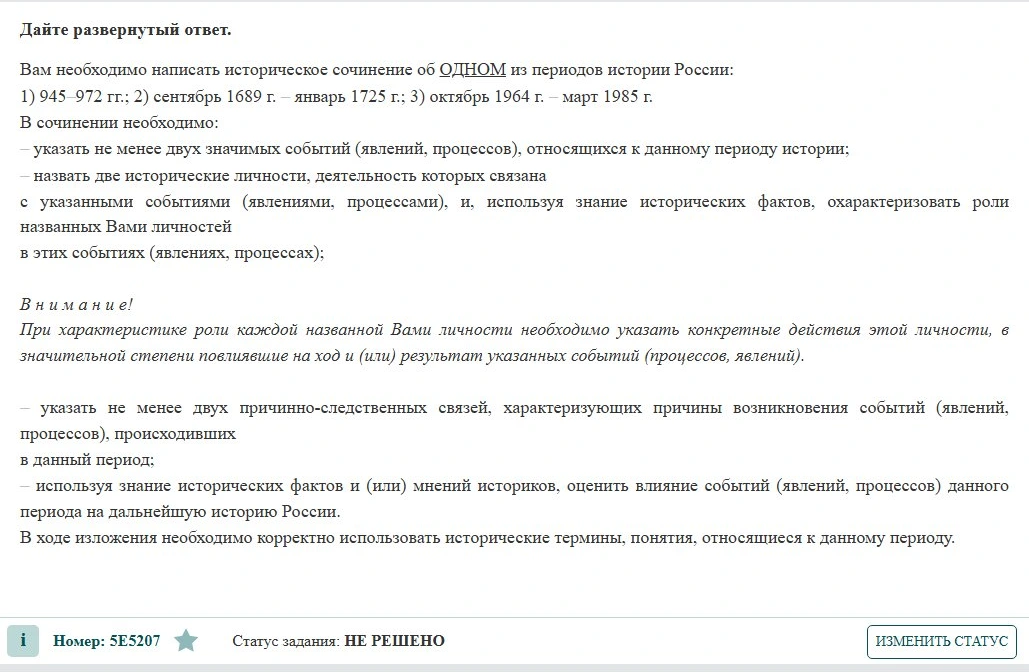 Дайте развернутый ответ.
Вам необходимо написать историческое сочинение об ОДНОМ из периодов истории России:
1) 945–972 гг.; 2) сентябрь 1689 г. – январь 1725 г.; 3) октябрь 1964 г. – март 1985 г.
В сочинении необходимо:
– указать не менее двух значимых событий (явлений, процессов), относящихся к данному периоду истории;
– назвать две исторические личности, деятельность которых связана
с указанными событиями (явлениями, процессами), и, используя знание исторических фактов, охарактеризовать роли
названных Вами личностей
в этих событиях (явлениях, процессах);
В н и м а н и е!
При характеристике роли каждой названной Вами личности необходимо указать конкретные действия этой личности, в
значительной степени повлиявшие на ход и (или) результат указанных событий (процессов, явлений).
– указать не менее двух причинно-следственных связей, характеризующих причины возникновения событий (явлений,
процессов), происходивших
в данный период;
– используя знание исторических фактов и (или) мнений историков, оценить влияние событий (явлений, процессов) данного
периода на дальнейшую историю России.
В ходе изложения необходимо корректно использовать исторические термины, понятия, относящиеся к данному периоду.
i Номер: 5E5207 Статус задания: НЕ РЕШЕНО ИЗМЕНИТЬ СТАТУС